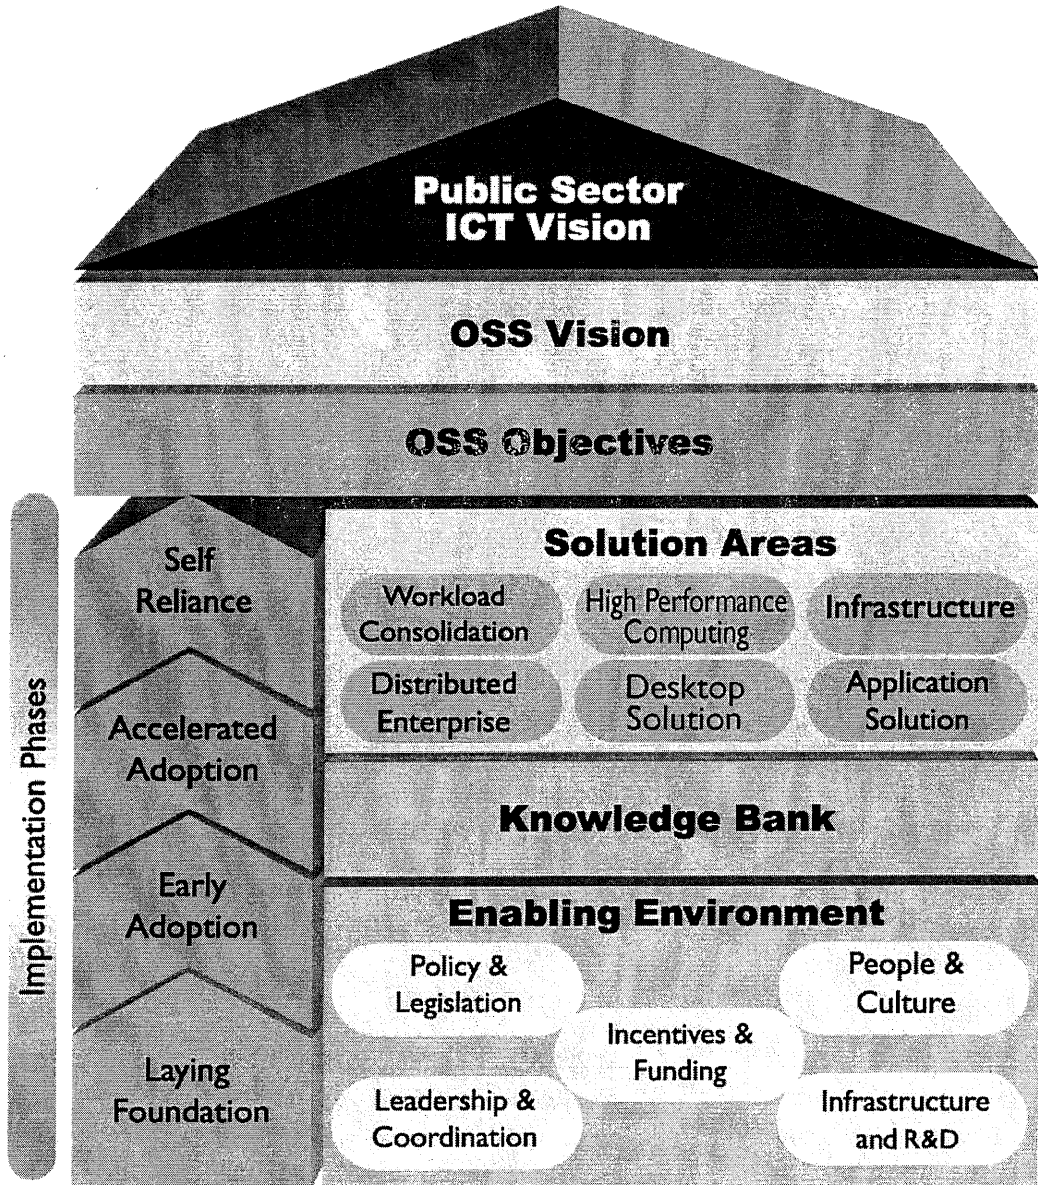 Public Sector
ICT Vision
OSS Vision
OSS Objectives
Implementation Phases
Self
Reliance
Accelerated
Adoption
Early
Adoption
Laying
Foundation
Solution Areas
Workload
Consolidation
High Performance
Computing
Infrastructure
Distributed
Enterprise
Desktop
Solution
Application
Solution
Knowledge Bank
Enabling Environment
Policy &
Legislation
People &
Culture
Incentives &
Funding
Leadership &
Coordination
Infrastructure
and R&D